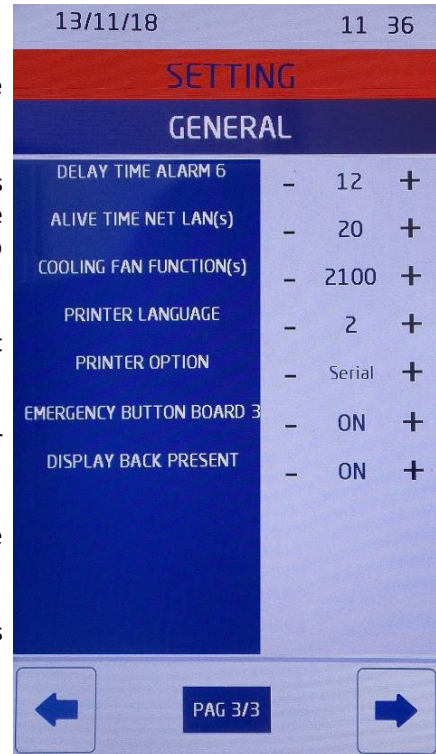 13/11/18 11 36
SETTING
GENERAL
DELAY TIME ALARM 6 - 12 +
ALIVE TIME NET LAN(s) - 20 +
COOLING FAN FUNCTION(s) - 2100 +
PRINTER LANGUAGE - 2 +
PRINTER OPTION - Serial +
EMERGENCY BUTTON BOARD 3 - ON +
DISPLAY BACK PRESENT - ON +
PAG 3/3